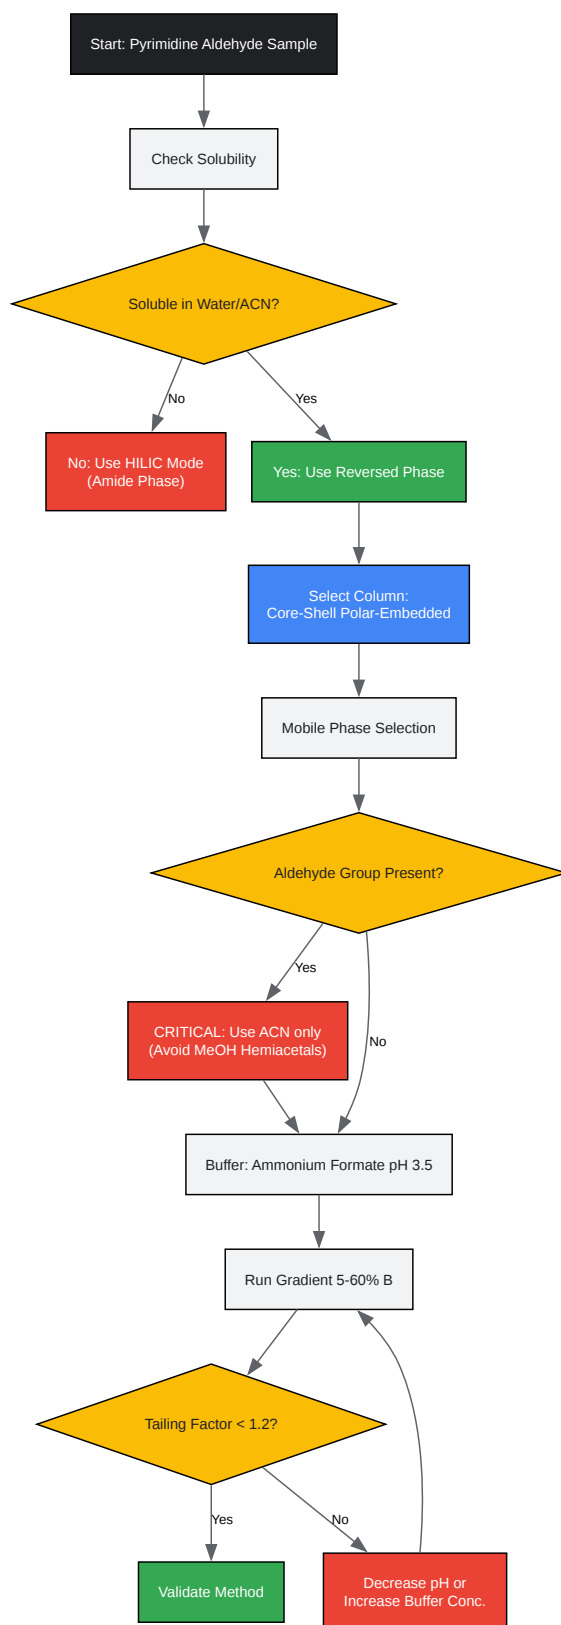 Start: Pyrimidine Aldehyde Sample
Check Solubility
Soluble in Water/ACN?
No
Yes
No: Use HILIC Mode
(Amide Phase)
Yes: Use Reversed Phase
Select Column:
Core-Shell Polar-Embedded
Mobile Phase Selection
Aldehyde Group Present?
Yes
CRITICAL: Use ACN only
(Avoid MeOH Hemiacetals)
No
Buffer: Ammonium Formate pH 3.5
Run Gradient 5-60% B
Tailing Factor < 1.2?
Yes
No
Validate Method
Decrease pH or
Increase Buffer Conc.